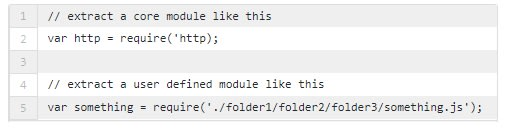 1 // extract a core module like this
2 var http = require('http);
3
4 // extract a user defined module like this
5 var something = require('./folder1/folder2/folder3/something.js');